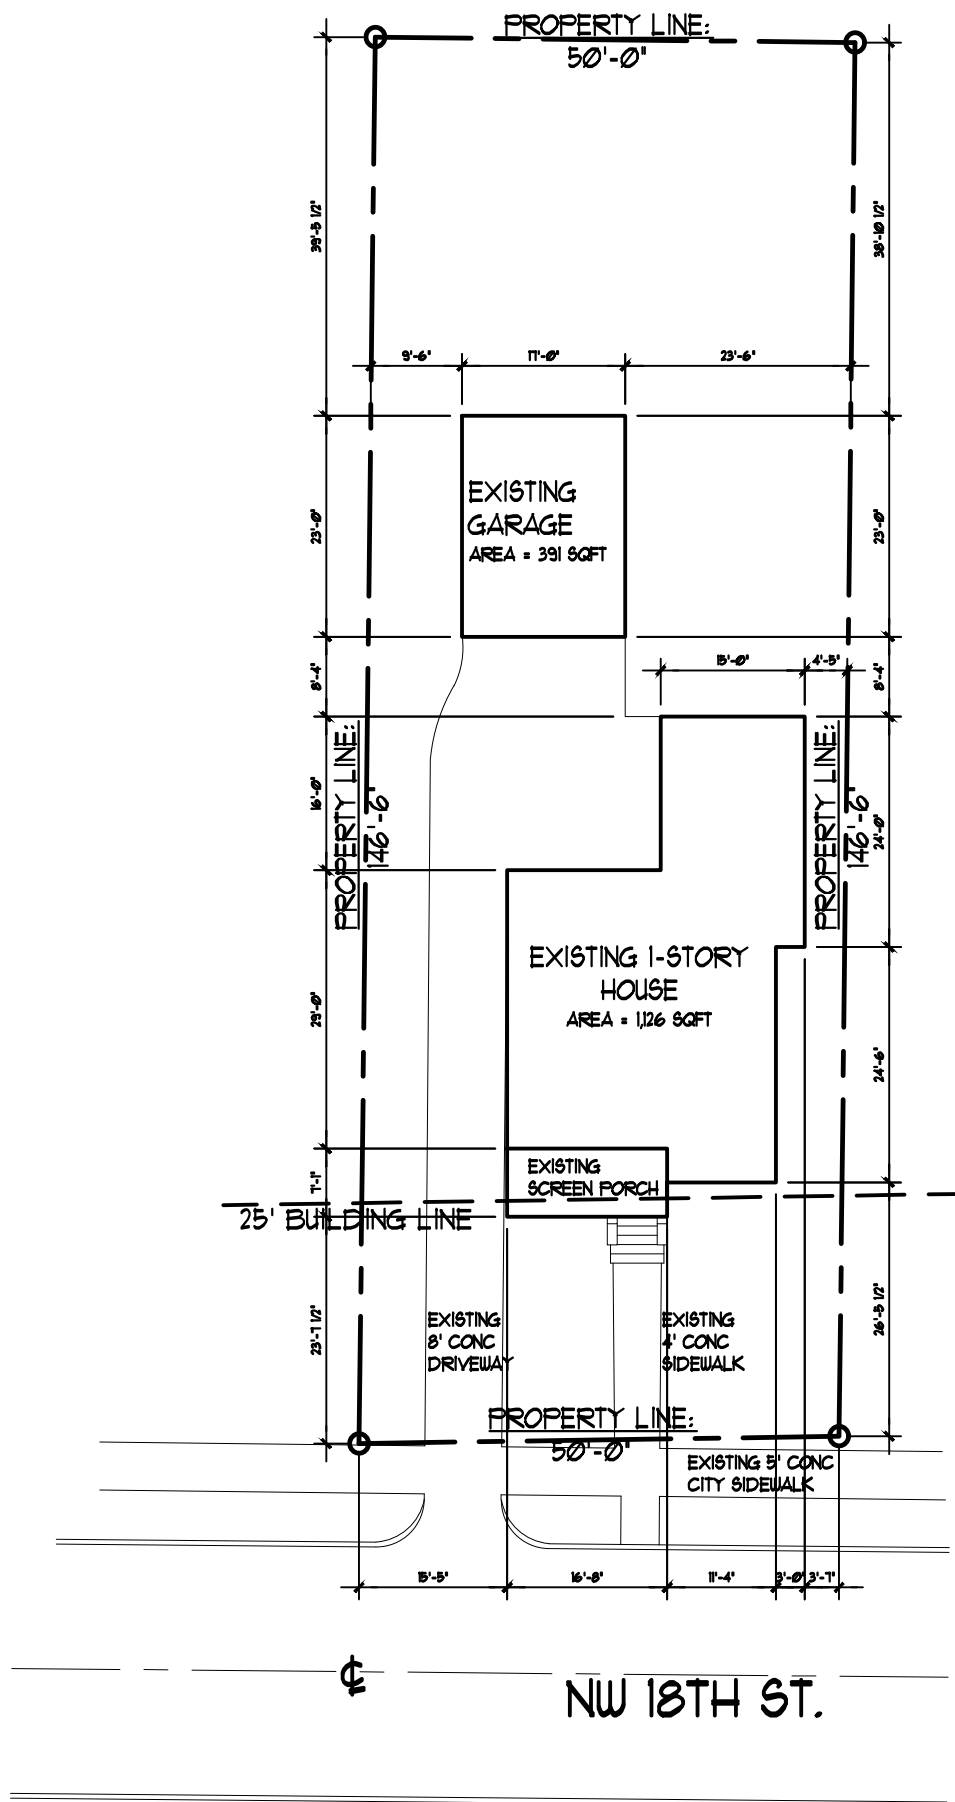 PROPERTY LINE:
50'-0"
39'-5 1/2"
38'-10 1/2"
9'-6"
17'-0"
23'-6"
EXISTING
GARAGE
AREA = 391 SQFT
23'-0"
23'-0"
8'-4"
15'-0"
4'-5"
8'-4"
PROPERTY LINE:
146'-6"
16'-0"
PROPERTY LINE:
146'-6"
24'-0"
EXISTING 1-STORY
HOUSE
AREA = 1,126 SQFT
29'-0"
24'-6"
EXISTING
SCREEN PORCH
7'-1"
25' BUILDING LINE
23'-7 1/2"
26'-5 1/2"
EXISTING
8' CONC
DRIVEWAY
EXISTING
4' CONC
SIDEWALK
PROPERTY LINE:
50'-0"
EXISTING 5' CONC
CITY SIDEWALK
15'-5"
16'-8"
11'-4"
3'-0"
3'-7"
NW 18TH ST.